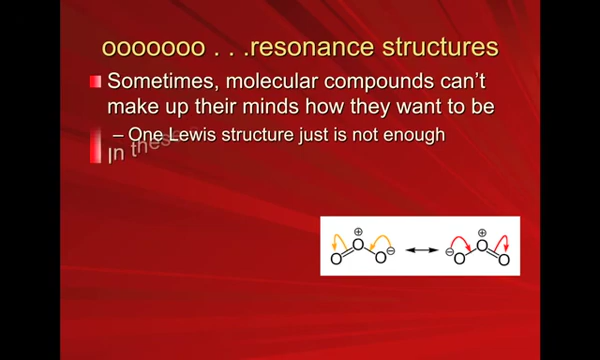 ooooooo . . .resonance structures
Sometimes, molecular compounds can't
make up their minds how they want to be
– One Lewis structure just is not enough
In these
O O O ⊕ ⊖ ↔ ⊖ O O O ⊕